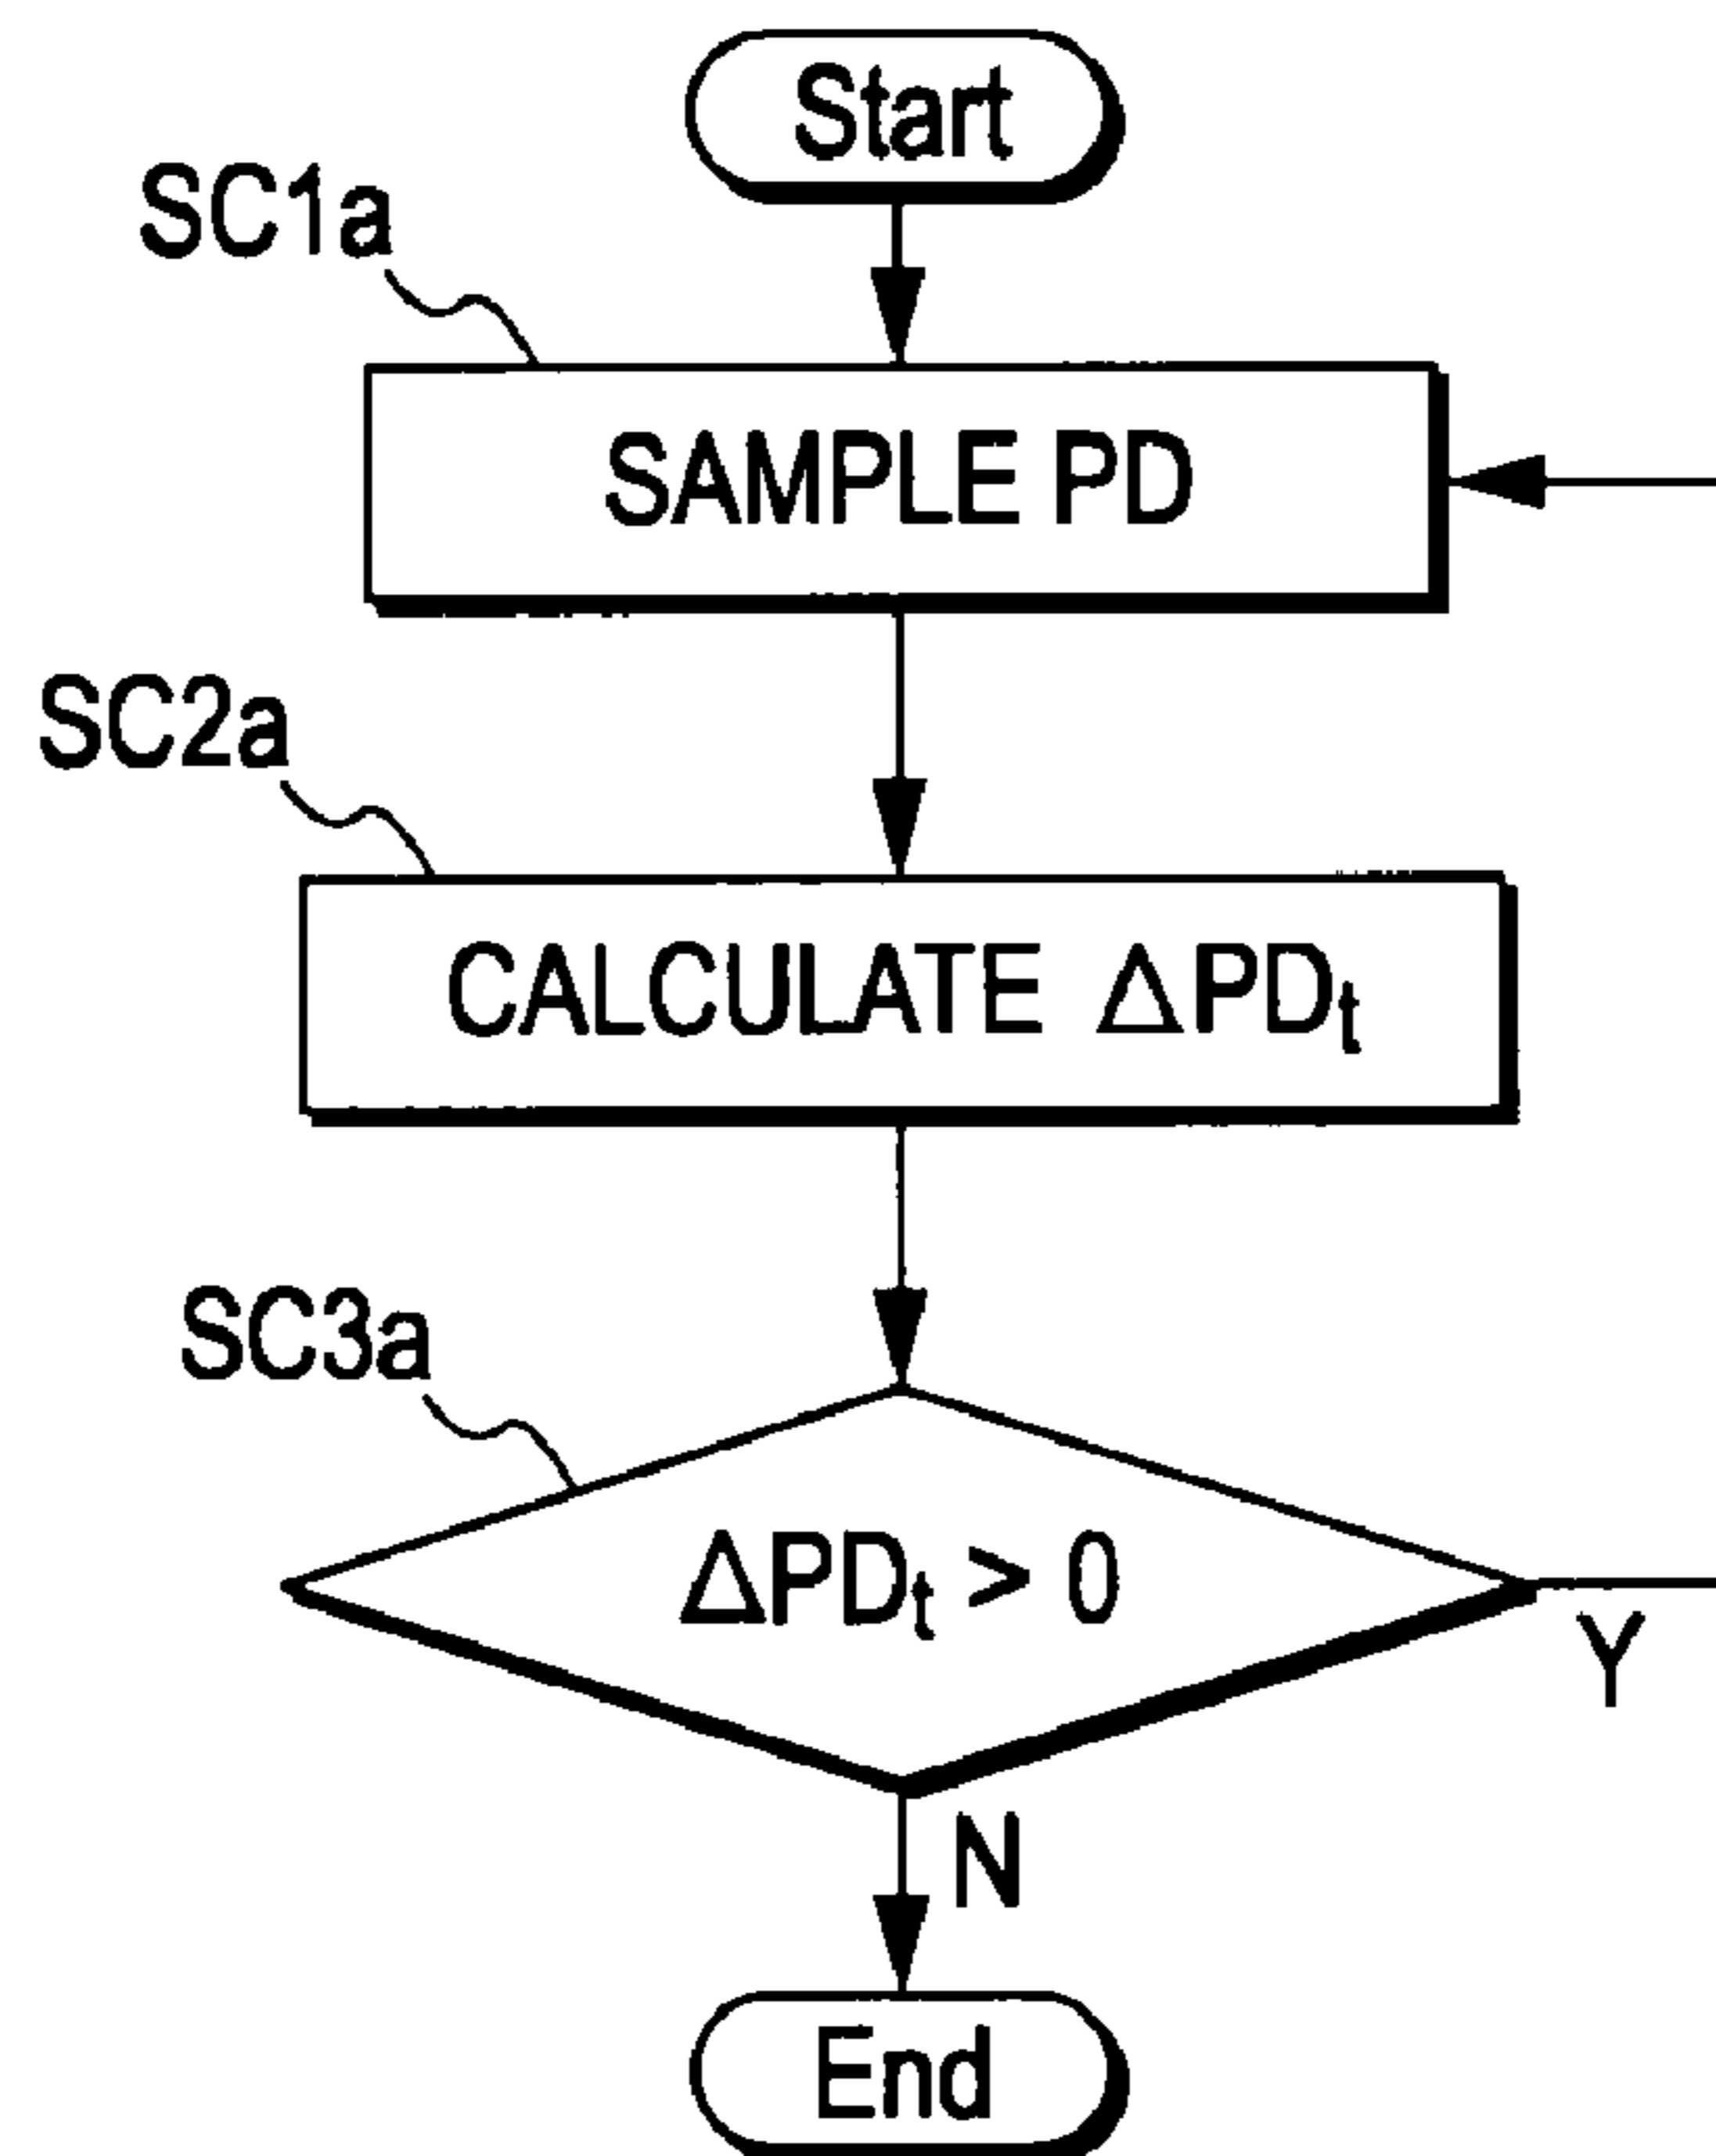 Start
SC1a
SAMPLE PD
SC2a
CALCULATE ΔPDₜ
SC3a
ΔPDₜ > 0
Y
N
End